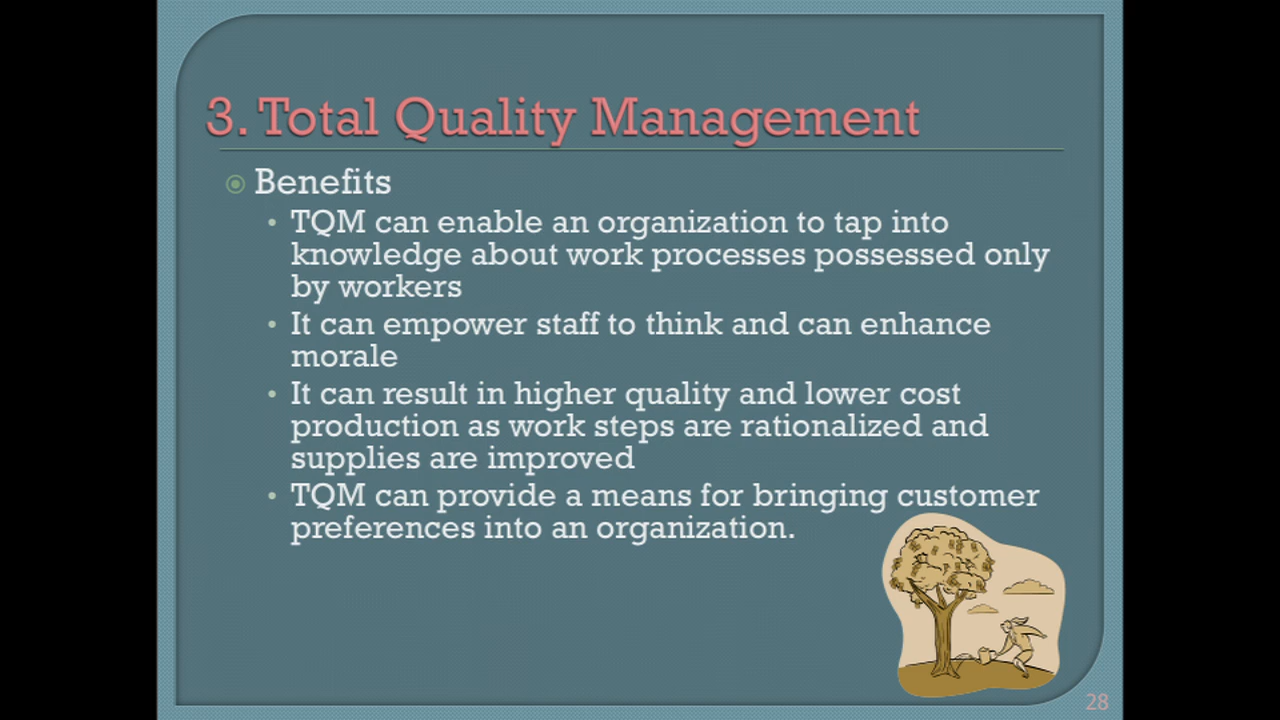 3. Total Quality Management
Benefits
• TQM can enable an organization to tap into
knowledge about work processes possessed only
by workers
• It can empower staff to think and can enhance
morale
• It can result in higher quality and lower cost
production as work steps are rationalized and
supplies are improved
• TQM can provide a means for bringing customer
preferences into an organization.
28